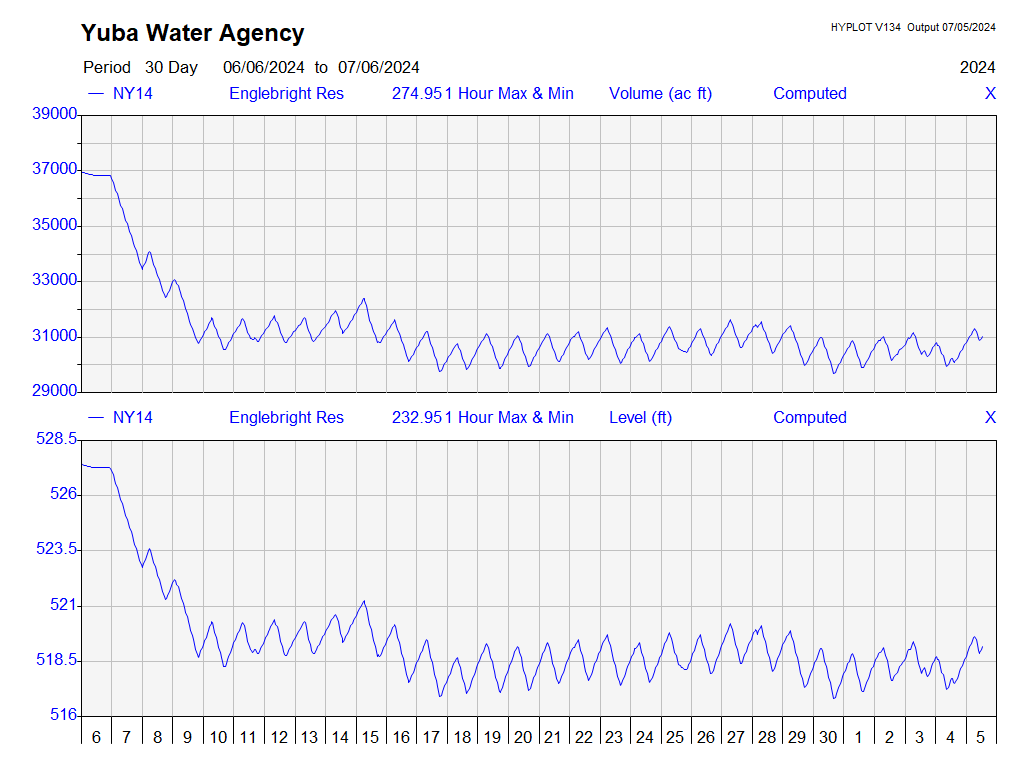 Yuba Water Agency
HYPLOT V134 Output 07/05/2024
Period 30 Day 06/06/2024 to 07/06/2024 2024
NY14 Englebright Res 274.951 Hour Max & Min Volume (ac ft) Computed X
39000
37000
35000
33000
31000
29000
NY14 Englebright Res 232.951 Hour Max & Min Level (ft) Computed X
528.5
526
523.5
521
518.5
516
6 7 8 9 10 11 12 13 14 15 16 17 18 19 20 21 22 23 24 25 26 27 28 29 30 1 2 3 4 5